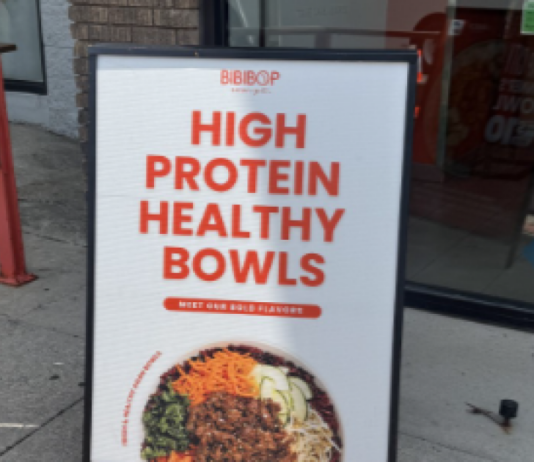 BIBIBOP
HIGH
PROTEIN
HEALTHY
BOWLS
MEET OUR BOLD FLAVORS